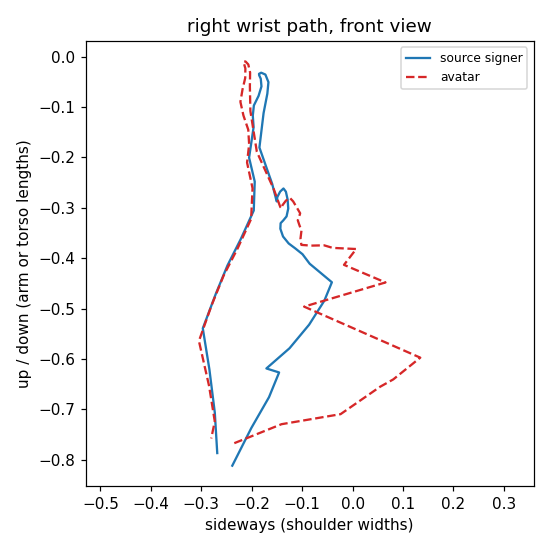 right wrist path, front view
source signer
avatar
up / down (arm or torso lengths)
0.0
−0.1
−0.2
−0.3
−0.4
−0.5
−0.6
−0.7
−0.8
−0.5 −0.4 −0.3 −0.2 −0.1 0.0 0.1 0.2 0.3
sideways (shoulder widths)